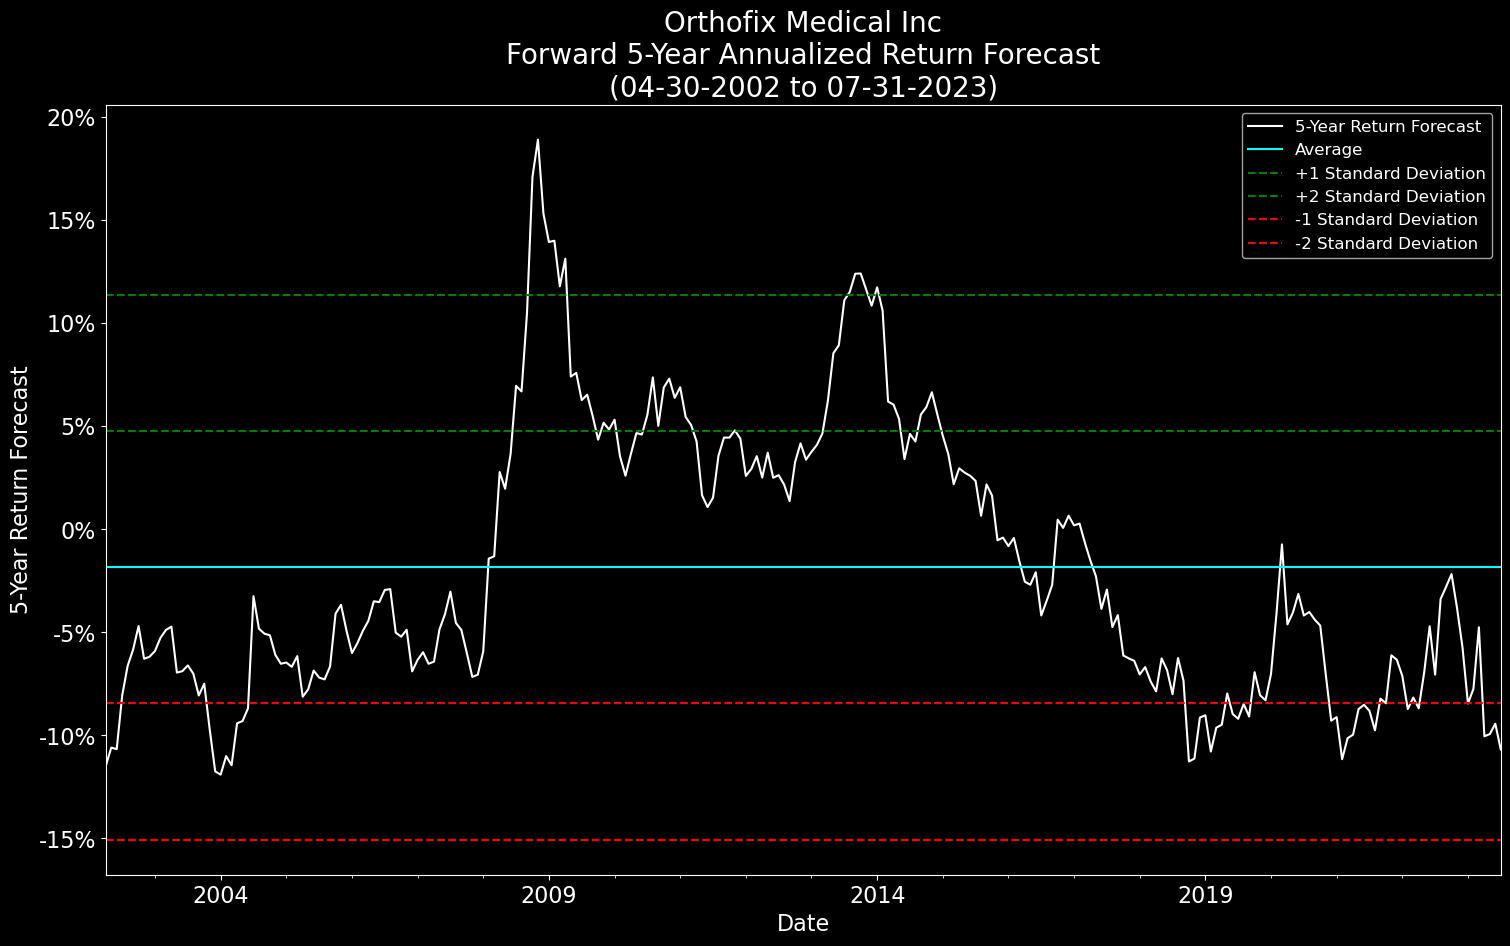 Orthofix Medical Inc
Forward 5-Year Annualized Return Forecast
(04-30-2002 to 07-31-2023)
20%
15%
10%
5%
0%
-5%
-10%
-15%
5-Year Return Forecast
5-Year Return Forecast
Average
+1 Standard Deviation
+2 Standard Deviation
-1 Standard Deviation
-2 Standard Deviation
2004
2009
2014
2019
Date